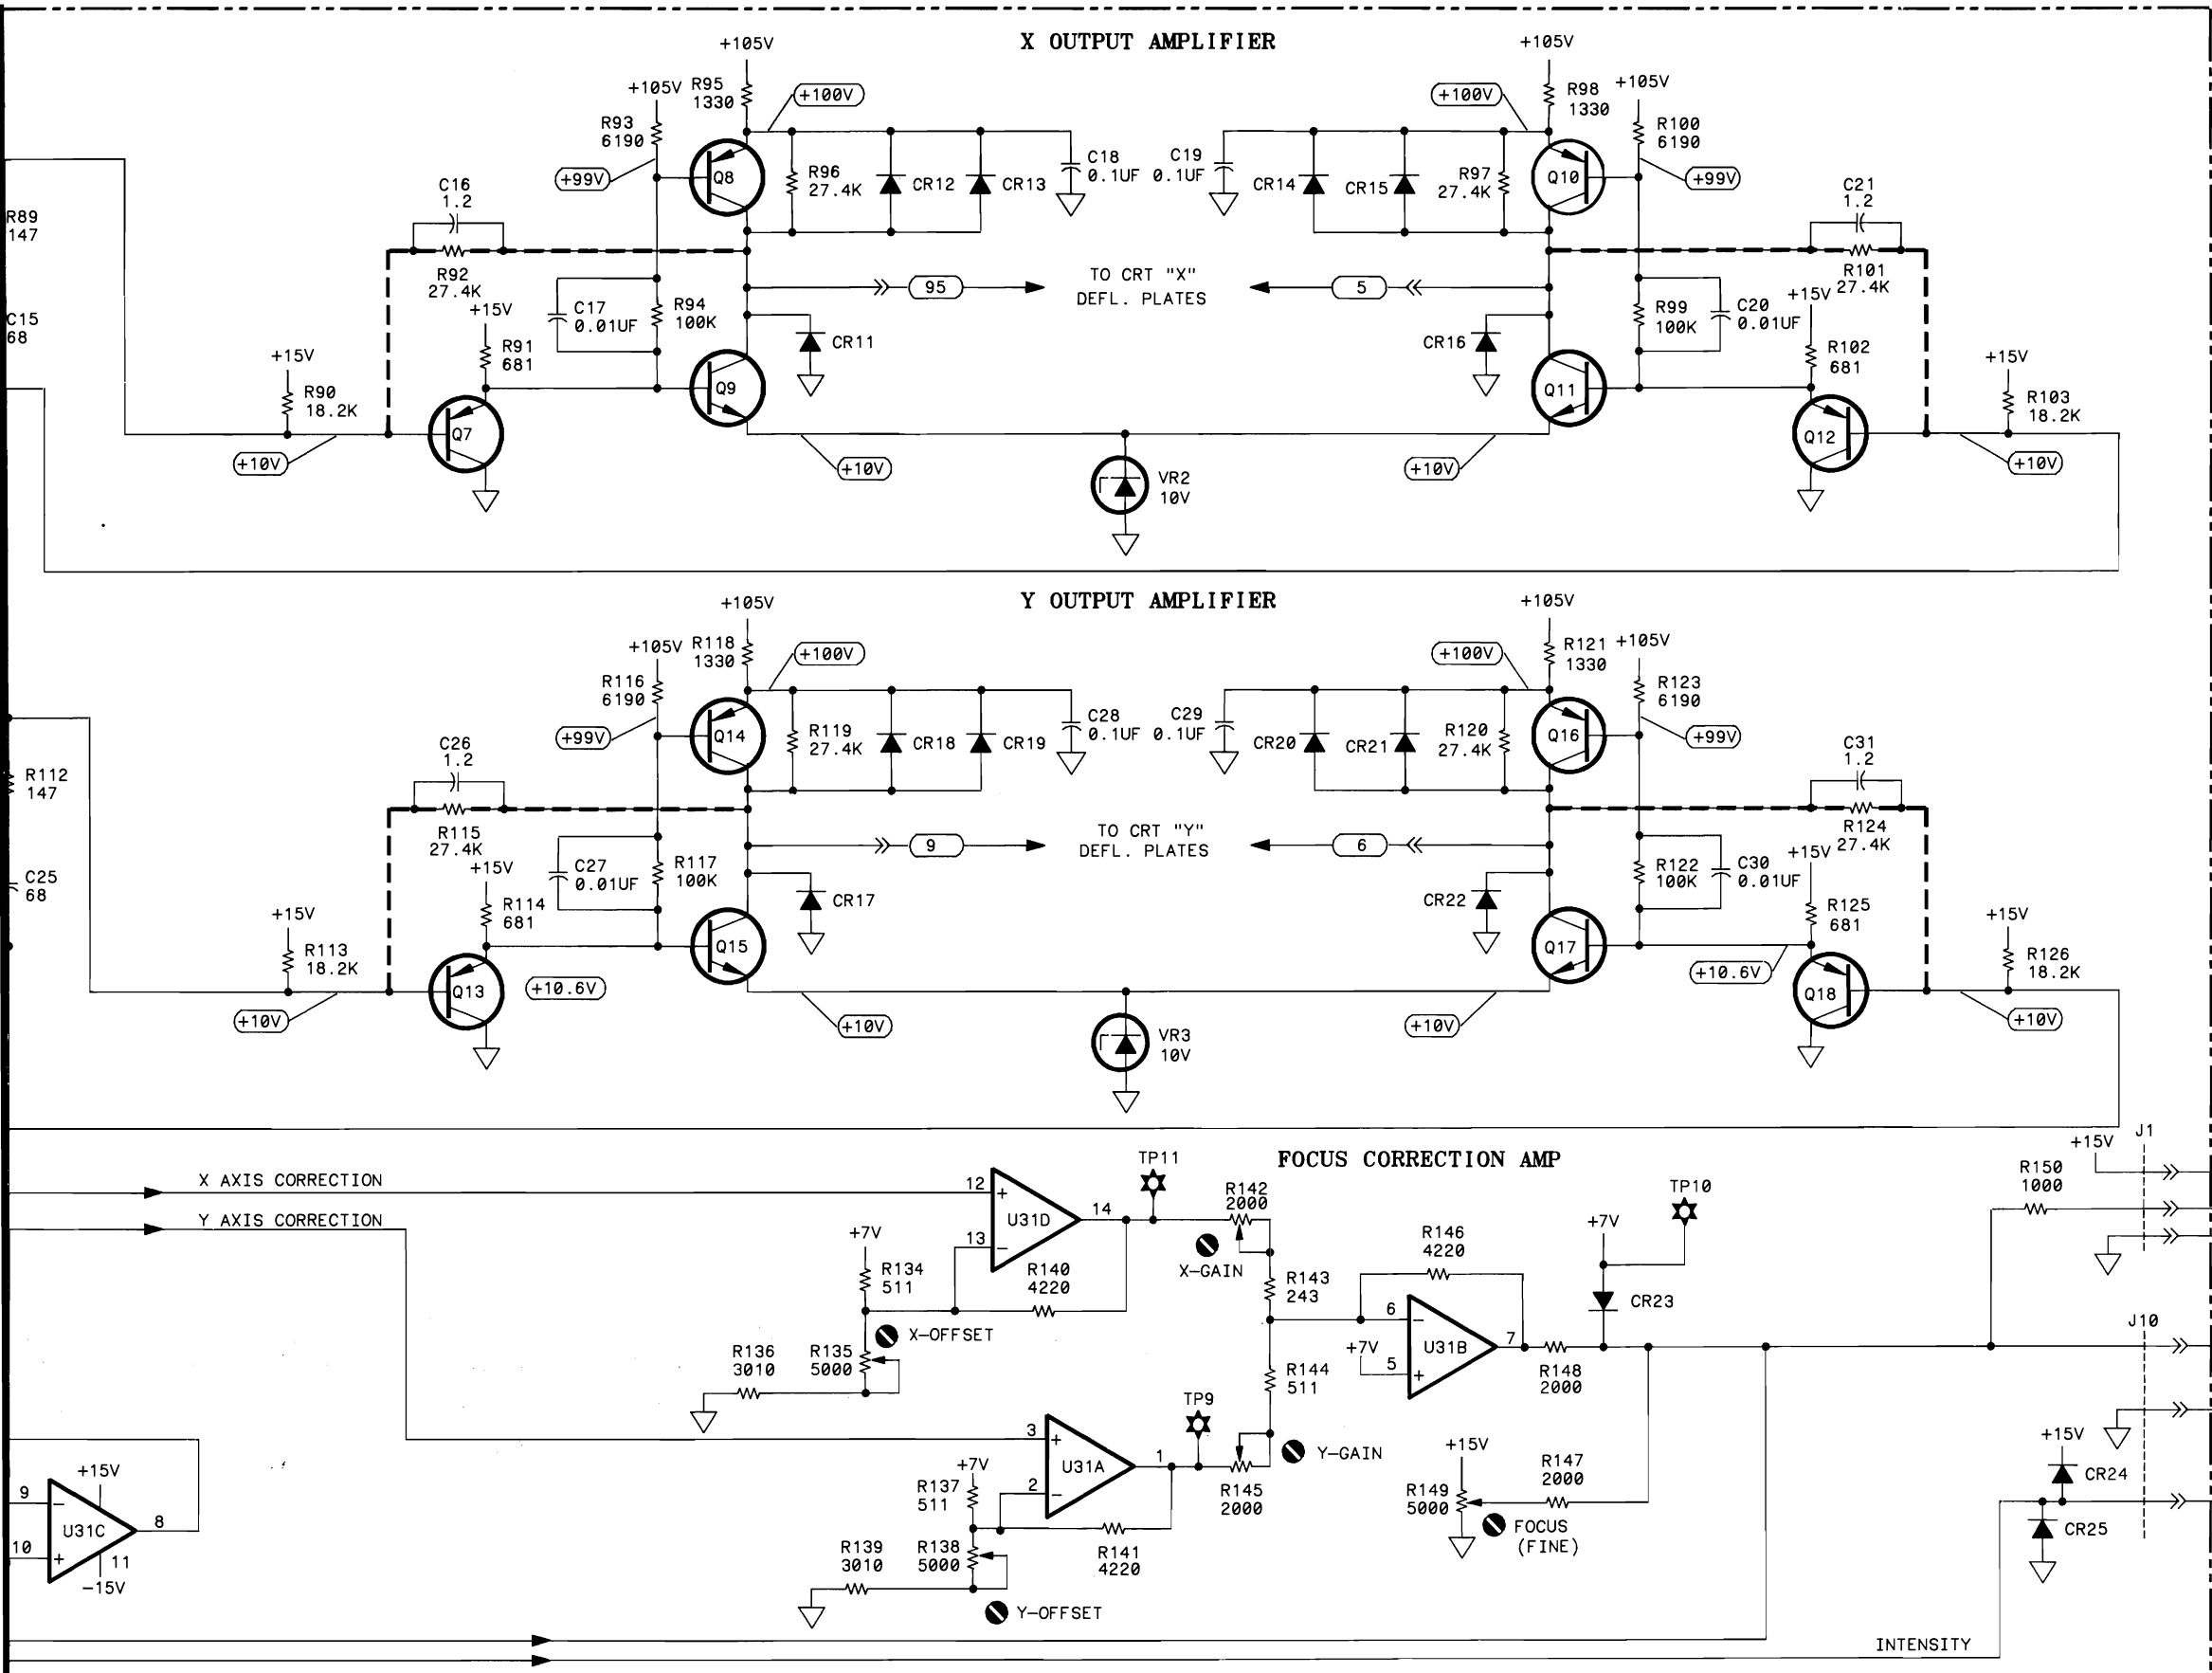 X OUTPUT AMPLIFIER
+105V
+105V
+105V
R95
1330
+100V
R93
6190
+99V
Q8
R96
27.4K
CR12
CR13
C18
0.1UF
C19
0.1UF
CR14
CR15
R97
27.4K
+100V
R98
1330
Q10
+105V
R100
6190
+99V
R89
147
C16
1.2
R92
27.4K
C21
1.2
R101
27.4K
TO CRT "X"
DEFL. PLATES
95
5
C15
68
+15V
R91
681
C17
0.01UF
R94
100K
CR11
CR16
R99
100K
C20
0.01UF
+15V
R102
681
+15V
R90
18.2K
+10V
Q7
Q9
+10V
VR2
10V
+10V
Q11
Q12
+15V
R103
18.2K
+10V
Y OUTPUT AMPLIFIER
+105V
+105V
+105V
R118
1330
+100V
R116
6190
+99V
Q14
R119
27.4K
CR18
CR19
C28
0.1UF
C29
0.1UF
CR20
CR21
R120
27.4K
+100V
R121
1330
Q16
+105V
R123
6190
+99V
R112
147
C26
1.2
R115
27.4K
C31
1.2
R124
27.4K
TO CRT "Y"
DEFL. PLATES
9
6
C25
68
+15V
R114
681
C27
0.01UF
R117
100K
CR17
CR22
R122
100K
C30
0.01UF
+15V
R125
681
+15V
R113
18.2K
+10V
Q13
+10.6V
Q15
+10V
VR3
10V
+10V
Q17
+10.6V
Q18
+15V
R126
18.2K
+10V
FOCUS CORRECTION AMP
X AXIS CORRECTION
Y AXIS CORRECTION
12
+
U31D
13
−
14
TP11
R142
2000
X-GAIN
+7V
R134
511
R140
4220
X-OFFSET
R136
3010
R135
5000
R143
243
R144
511
R146
4220
6
−
+7V
5
+
U31B
7
R148
2000
+7V
TP10
CR23
+15V
J1
R150
1000
J10
3
+
U31A
2
−
1
TP9
R145
2000
Y-GAIN
+7V
R137
511
R141
4220
R139
3010
R138
5000
Y-OFFSET
+15V
R149
5000
R147
2000
FOCUS
(FINE)
+15V
CR24
CR25
+15V
9
−
U31C
8
10
+
11
-15V
INTENSITY